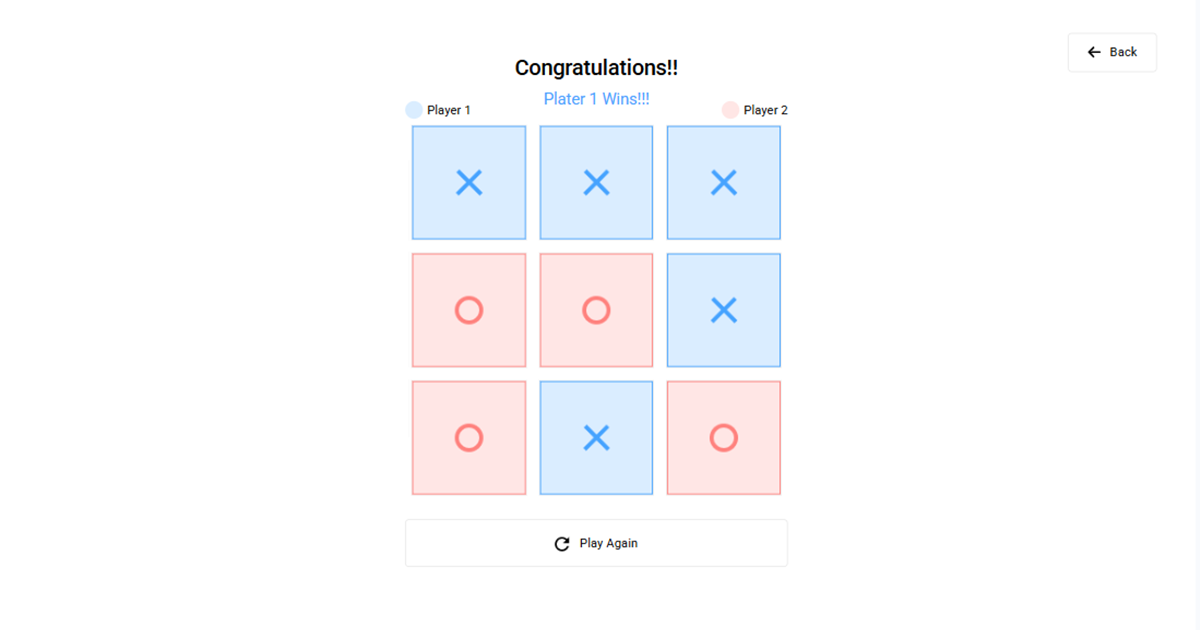 Back
Congratulations!!
Plater 1 Wins!!!
Player 1
Player 2
Play Again